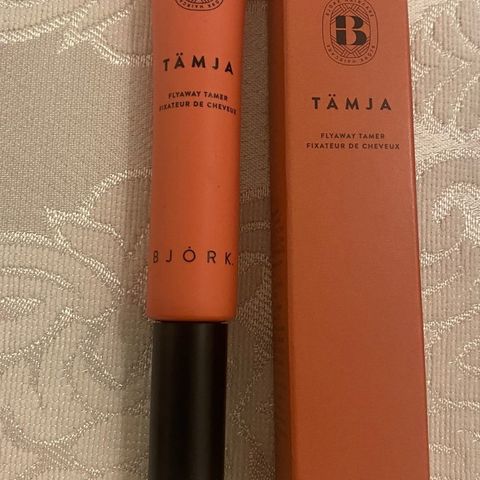 TÄMJA
FLYAWAY TAMER
FIXATEUR DE CHEVEUX
BJÖRK.
B
TÄMJA
FLYAWAY TAMER
FIXATEUR DE CHEVEUX